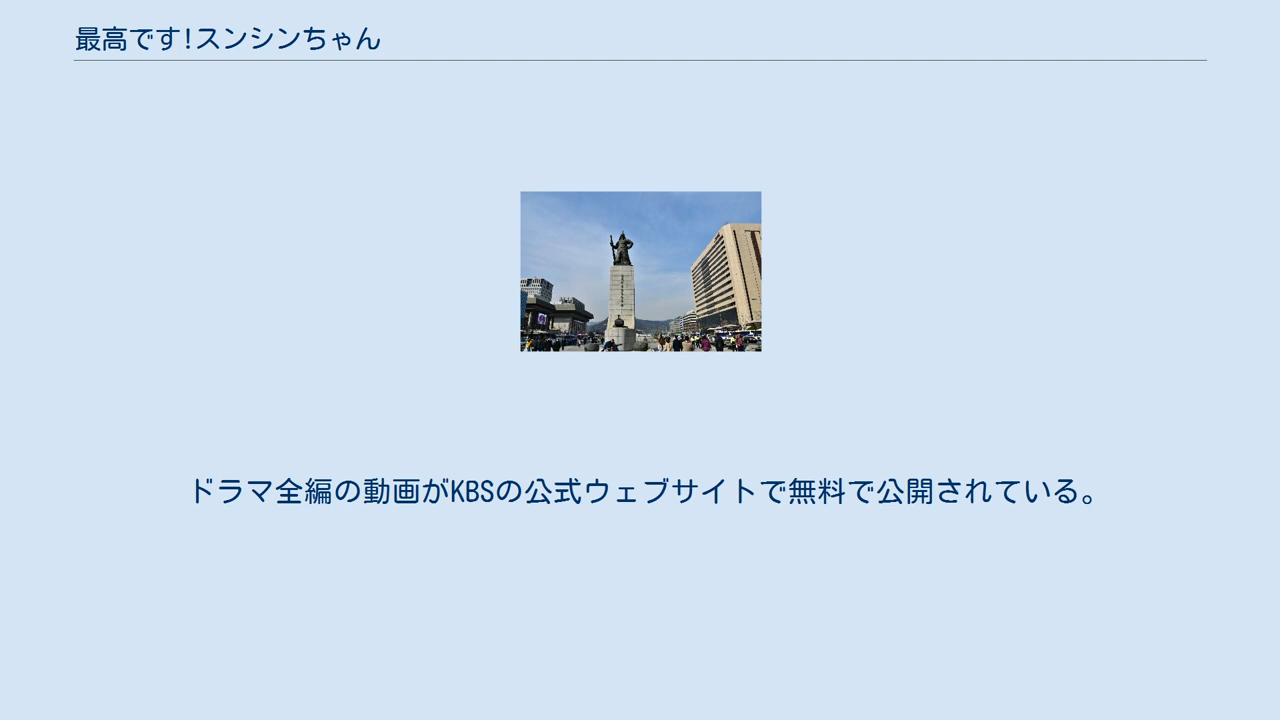 最高です!スンシンちゃん
ドラマ全編の動画がKBSの公式ウェブサイトで無料で公開されている。